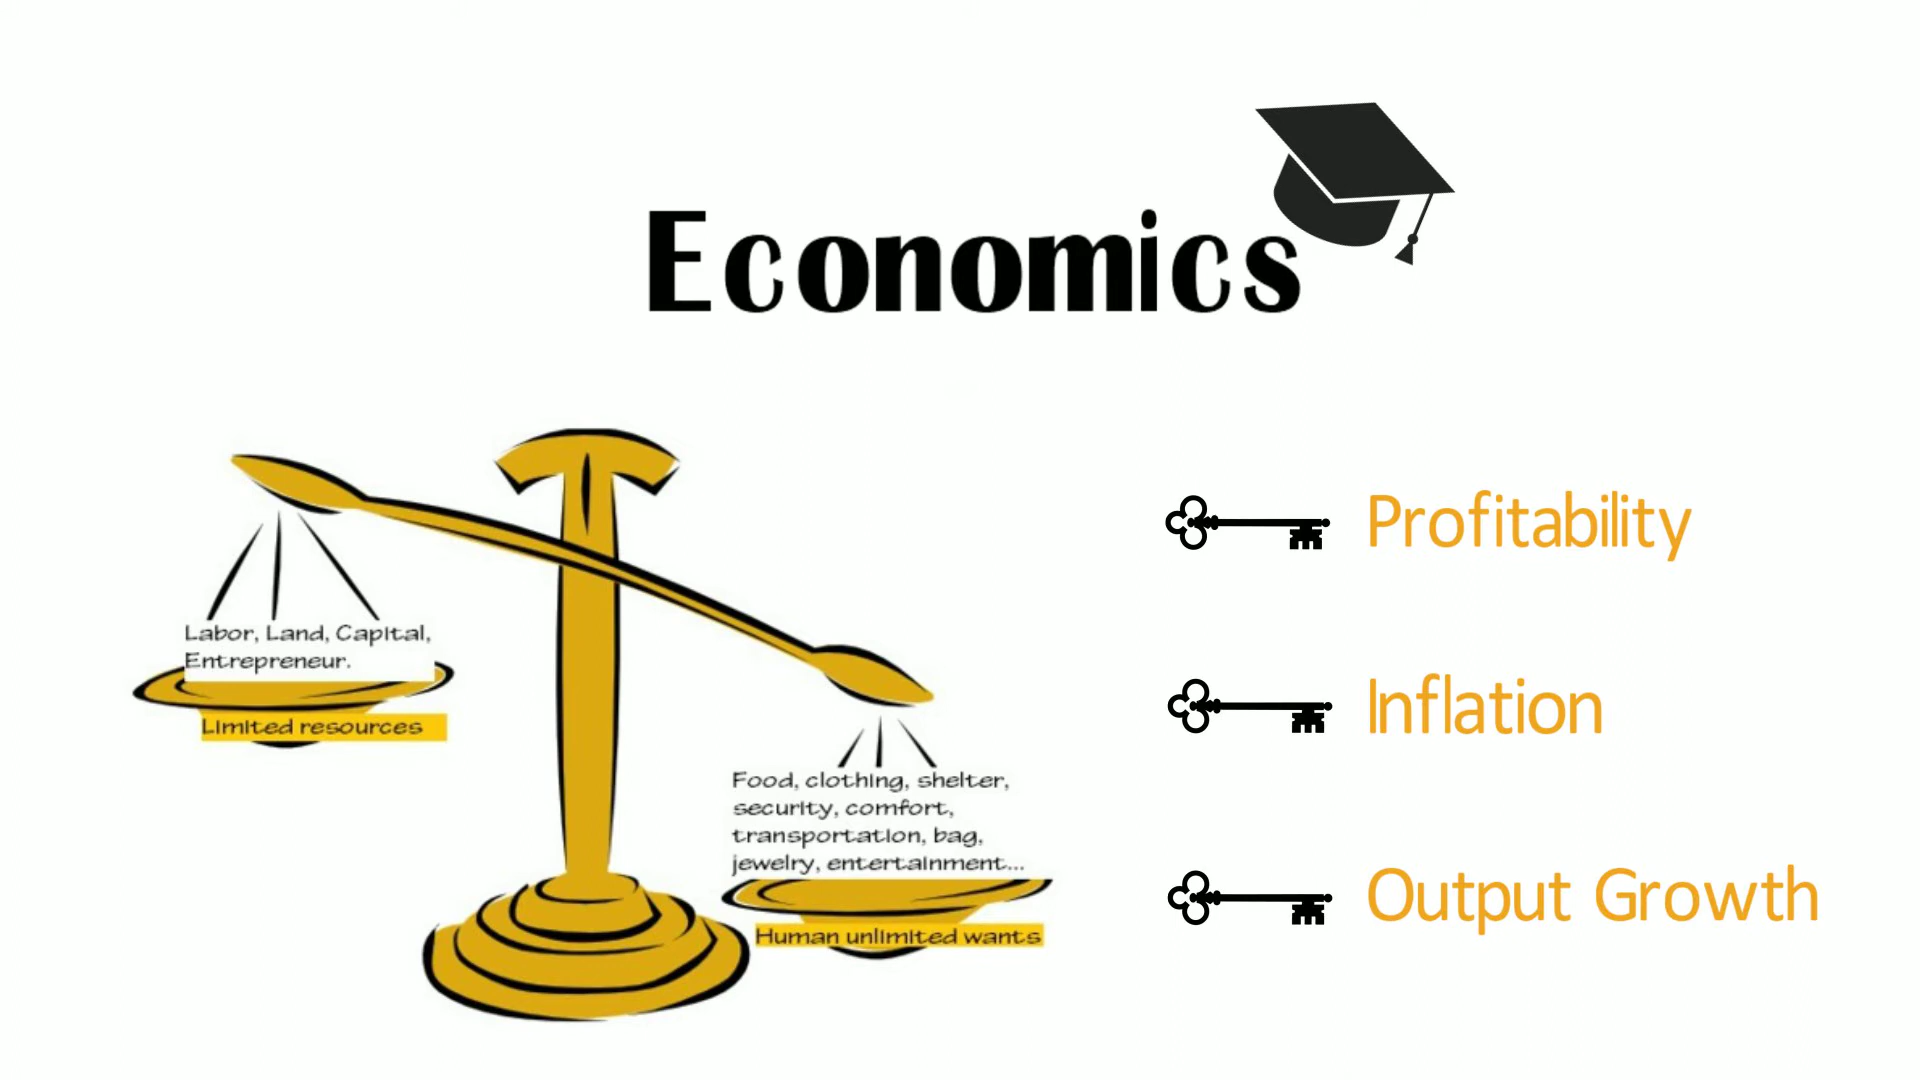 Economics
Labor, Land, Capital,
Entrepreneur.
Limited resources
Food, clothing, shelter,
security, comfort,
transportation, bag,
jewelry, entertainment...
Human unlimited wants
Profitability
Inflation
Output Growth